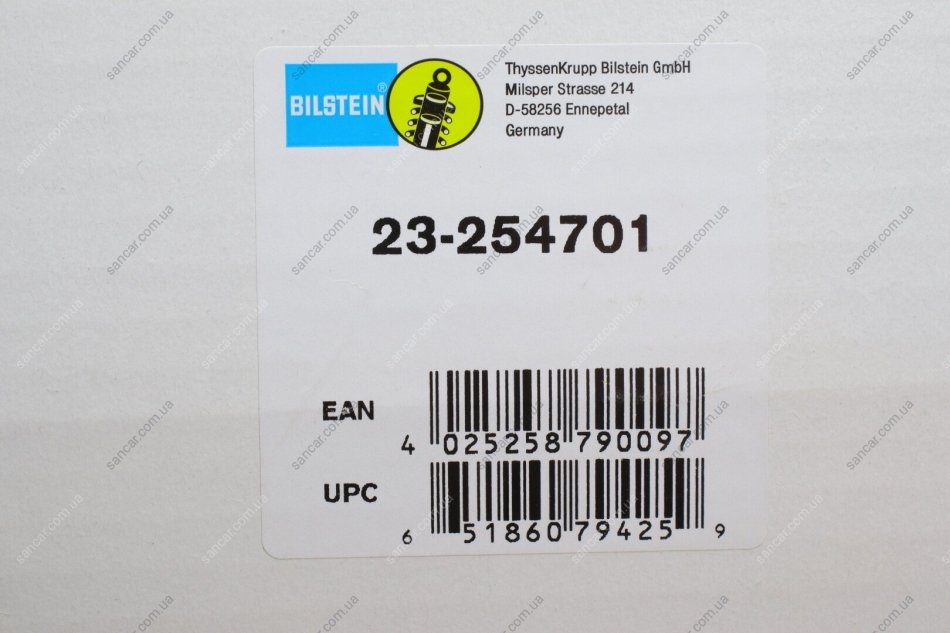 BILSTEIN®
ThyssenKrupp Bilstein GmbH
Milsper Strasse 214
D-58256 Ennepetal
Germany
23-254701
EAN
4 025258 790097
UPC
6 51860 79425 9
sancar.com.ua